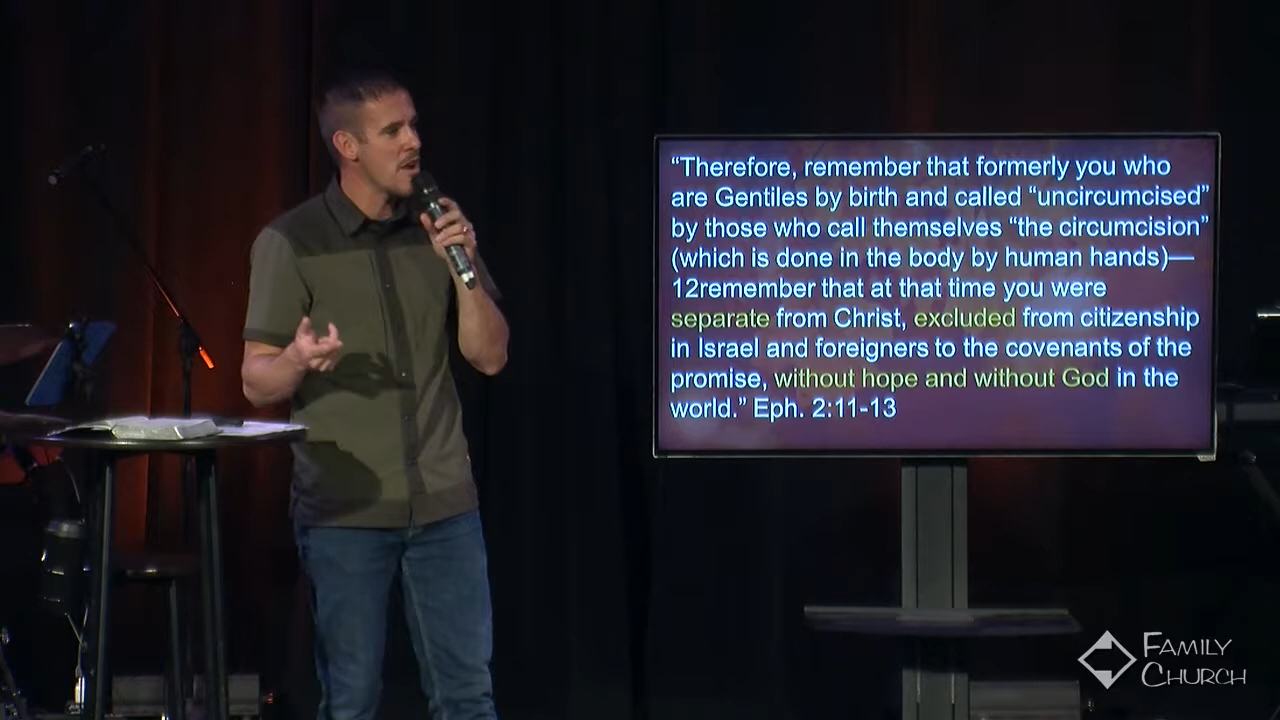 “Therefore, remember that formerly you who
are Gentiles by birth and called “uncircumcised”
by those who call themselves “the circumcision”
(which is done in the body by human hands)—
12remember that at that time you were
separate from Christ, excluded from citizenship
in Israel and foreigners to the covenants of the
promise, without hope and without God in the
world.” Eph. 2:11-13
FAMILY
CHURCH